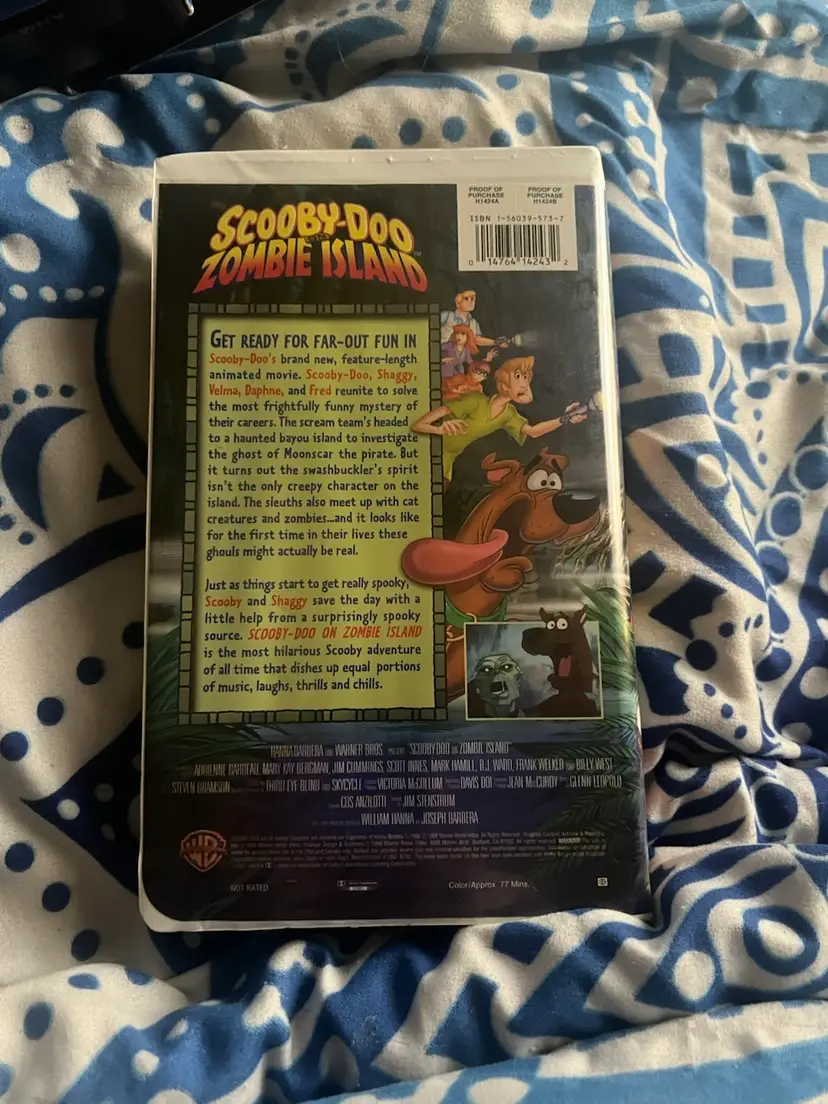 PROOF OF PURCHASE H1424A
PROOF OF PURCHASE H1424B
ISBN 1-56039-573-7
0 14764 14243 2
SCOOBY-DOO
ON
ZOMBIE ISLAND™
GET READY FOR FAR-OUT FUN IN
Scooby-Doo's brand new, feature-length
animated movie. Scooby-Doo, Shaggy,
Velma, Daphne, and Fred reunite to solve
the most frightfully funny mystery of
their careers. The scream team's headed
to a haunted bayou island to investigate
the ghost of Moonscar the pirate. But
it turns out the swashbuckler's spirit
isn't the only creepy character on the
island. The sleuths also meet up with cat
creatures and zombies...and it looks like
for the first time in their lives these
ghouls might actually be real.
Just as things start to get really spooky,
Scooby and Shaggy save the day with a
little help from a surprisingly spooky
source. SCOOBY-DOO ON ZOMBIE ISLAND
is the most hilarious Scooby adventure
of all time that dishes up equal portions
of music, laughs, thrills and chills.
HANNA BARBERA AND WARNER BROS. PRESENT "SCOOBY-DOO ON ZOMBIE ISLAND"
ADRIENNE BARBEAU, MARY KAY BERGMAN, JIM CUMMINGS, SCOTT INNES, MARK HAMILL, B.J. WARD, FRANK WELKER AND BILLY WEST
STEVEN BRAMSON THIRD EYE BLIND AND SKYCYCLE VICTORIA McCOLLUM DAVIS DOI JEAN McCURDY GLENN LEOPOLD
COS ANZILOTTI JIM STENSTRUM
WILLIAM HANNA JOSEPH BARBERA
WB
NOT RATED
Color/Approx. 77 Mins.